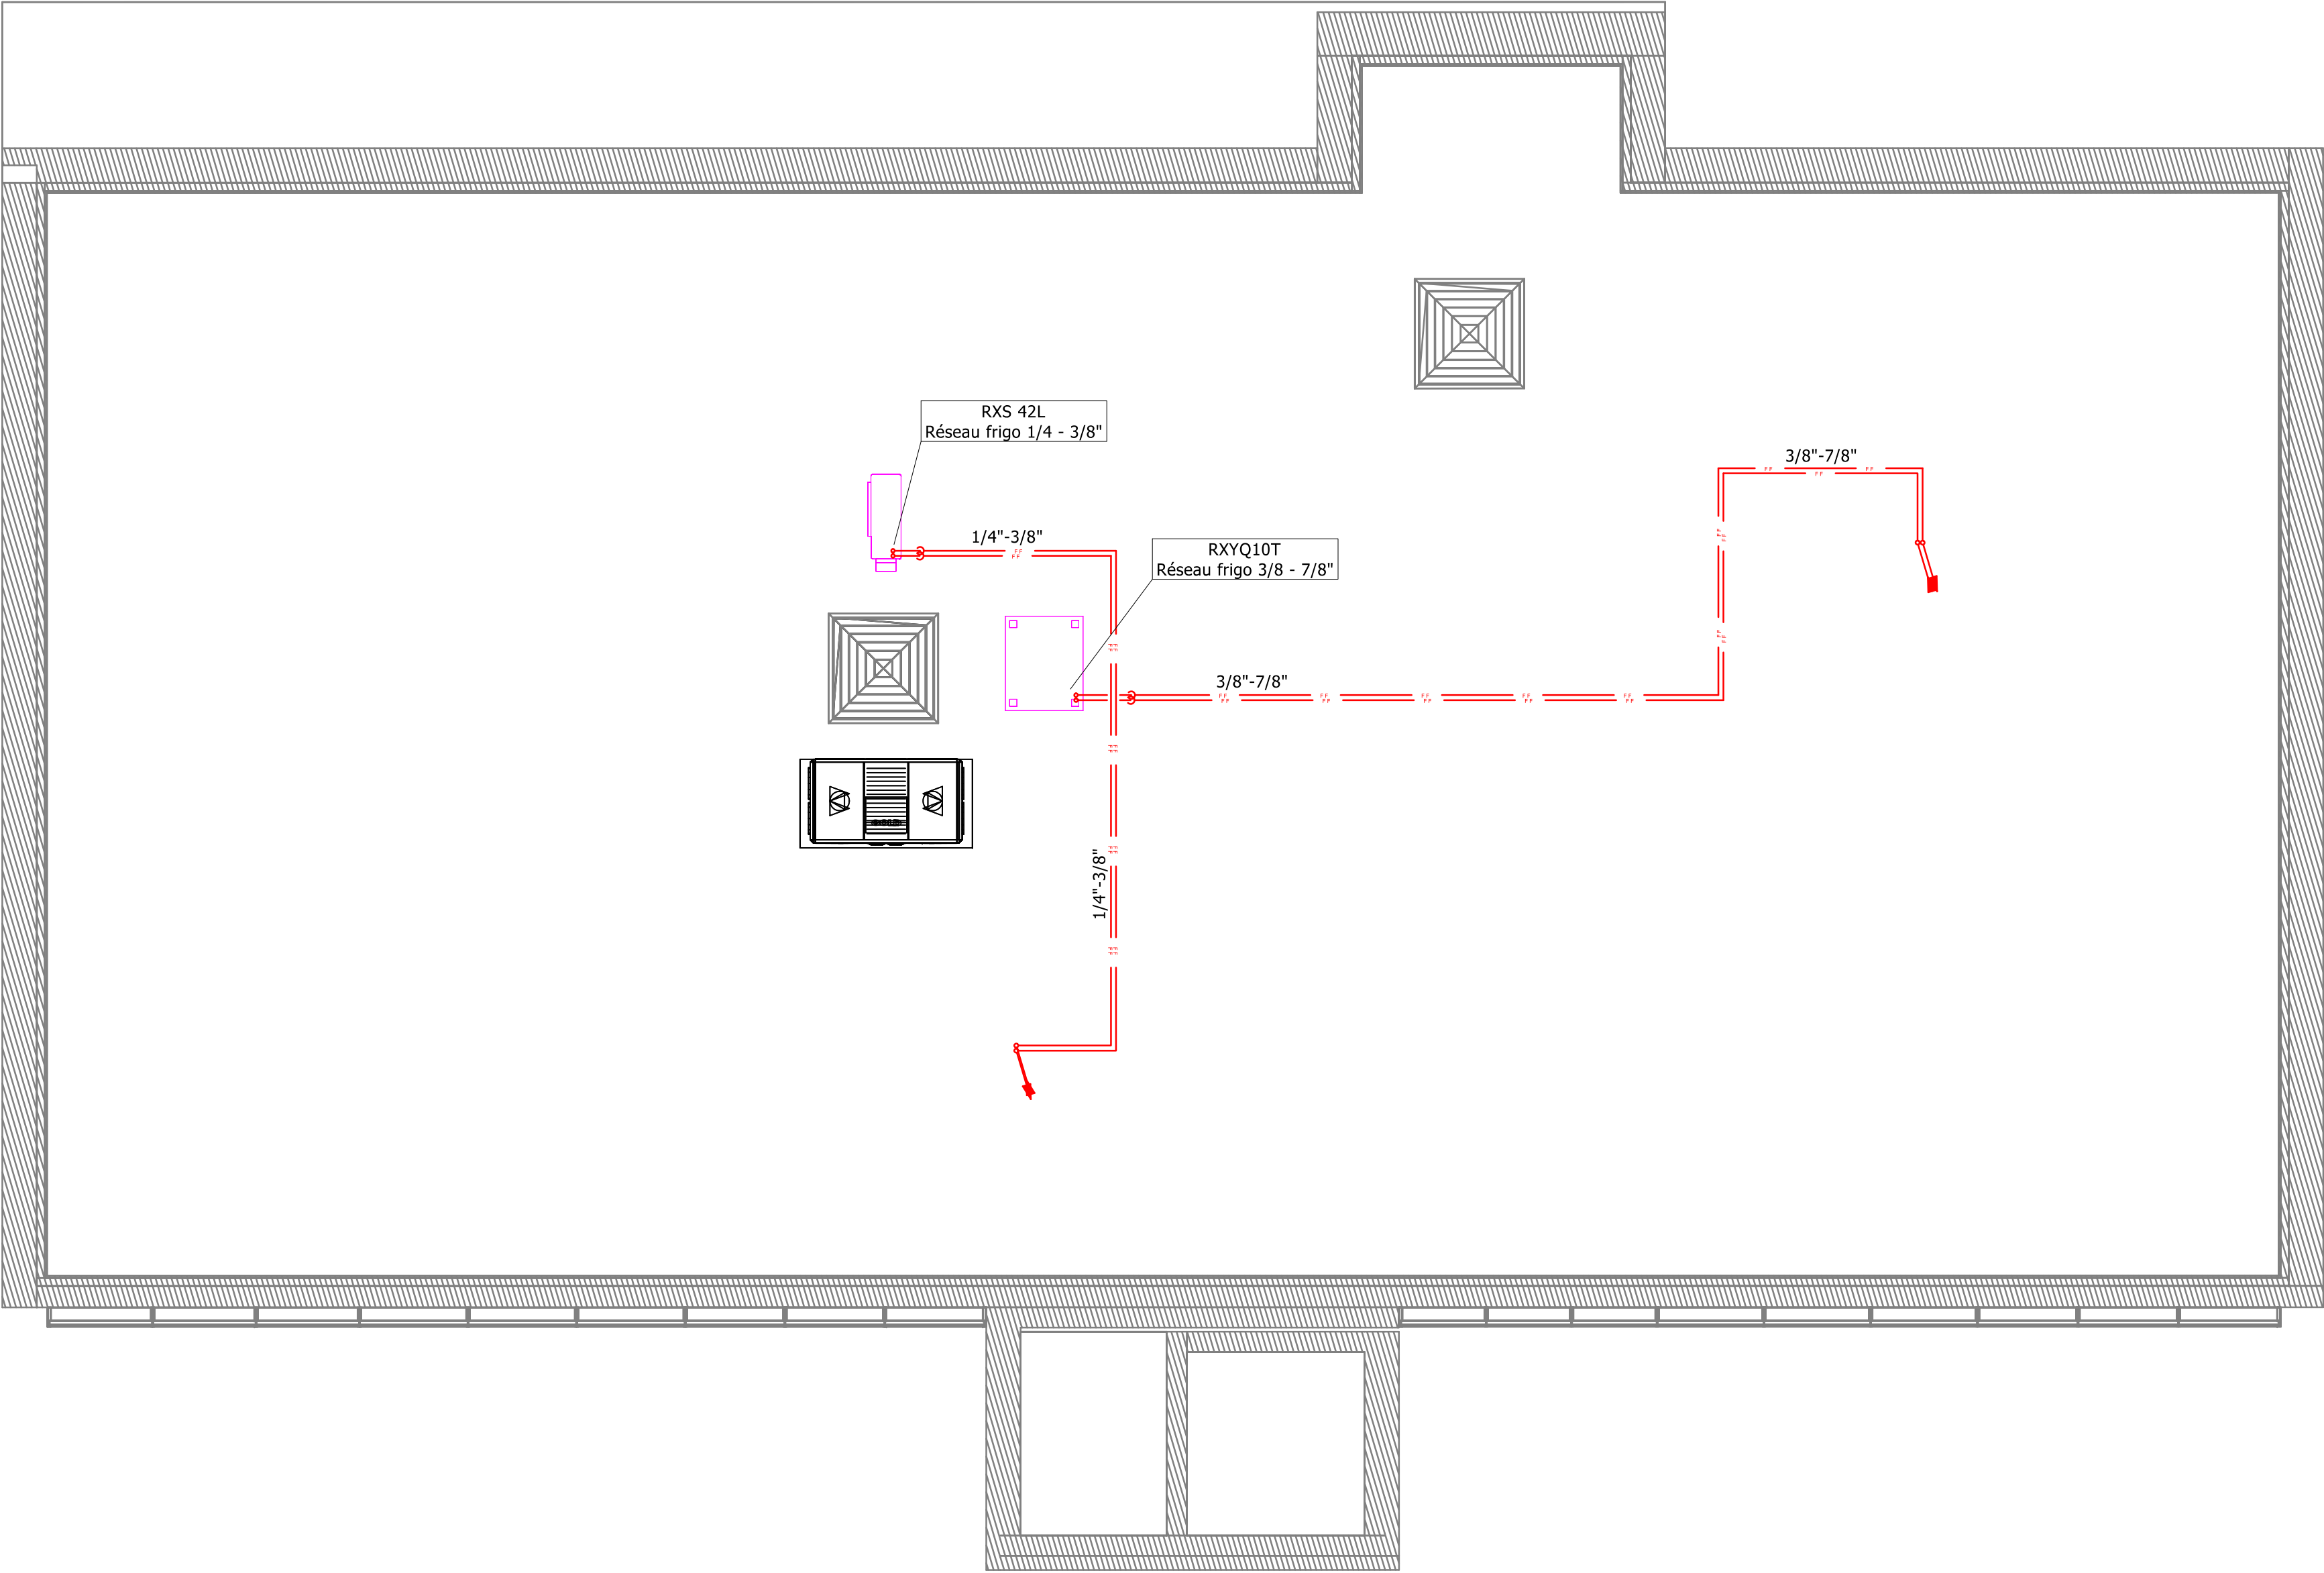 RXS 42L
Réseau frigo 1/4 - 3/8"
3/8"-7/8"
1/4"-3/8"
RXYQ10T
Réseau frigo 3/8 - 7/8"
3/8"-7/8"
1/4"-3/8"